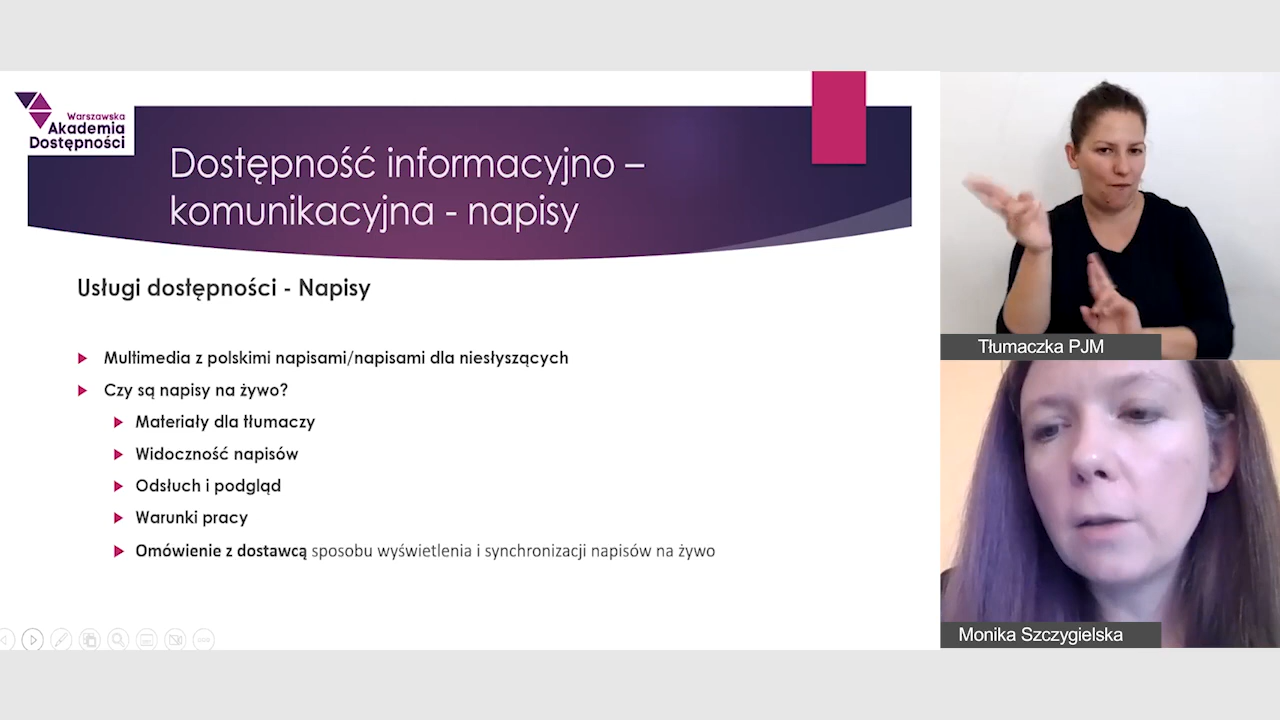 Warszawska
Akademia
Dostępności
Dostępność informacyjno –
komunikacyjna - napisy
Usługi dostępności - Napisy
Multimedia z polskimi napisami/napisami dla niesłyszących
Czy są napisy na żywo?
Materiały dla tłumaczy
Widoczność napisów
Odsłuch i podgląd
Warunki pracy
Omówienie z dostawcą sposobu wyświetlenia i synchronizacji napisów na żywo
Tłumaczka PJM
Monika Szczygielska